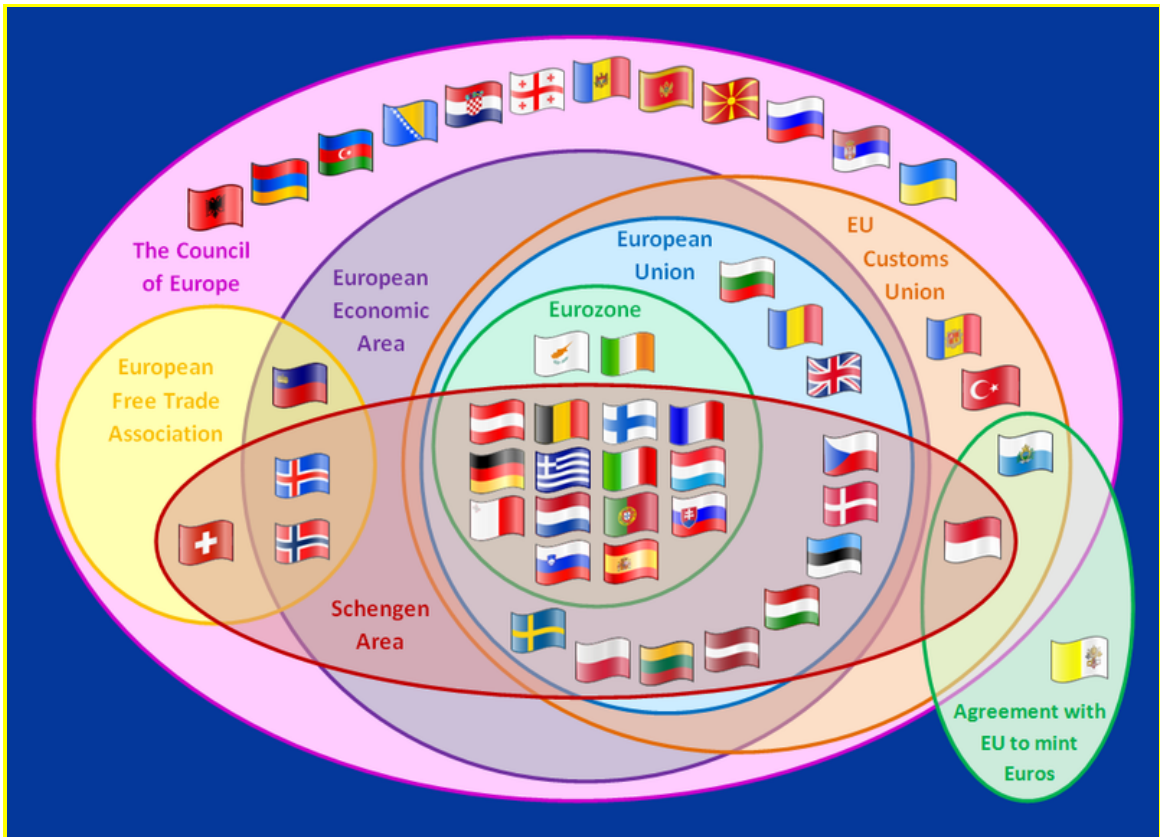 The Council
of Europe
European
Economic
Area
European
Union
EU
Customs
Union
Eurozone
European
Free Trade
Association
Schengen
Area
Agreement with
EU to mint
Euros